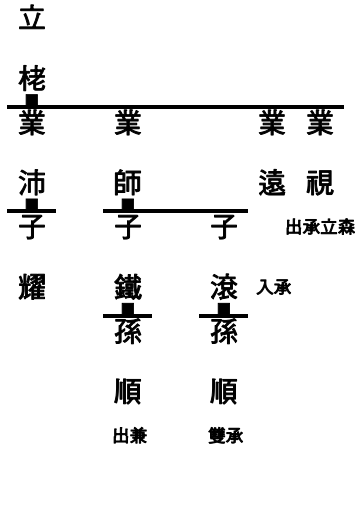 立栳
業沛
業師
業遠
業視
出承立森
子耀
子鐵
子滾
入承
孫順
出兼
孫順
雙承